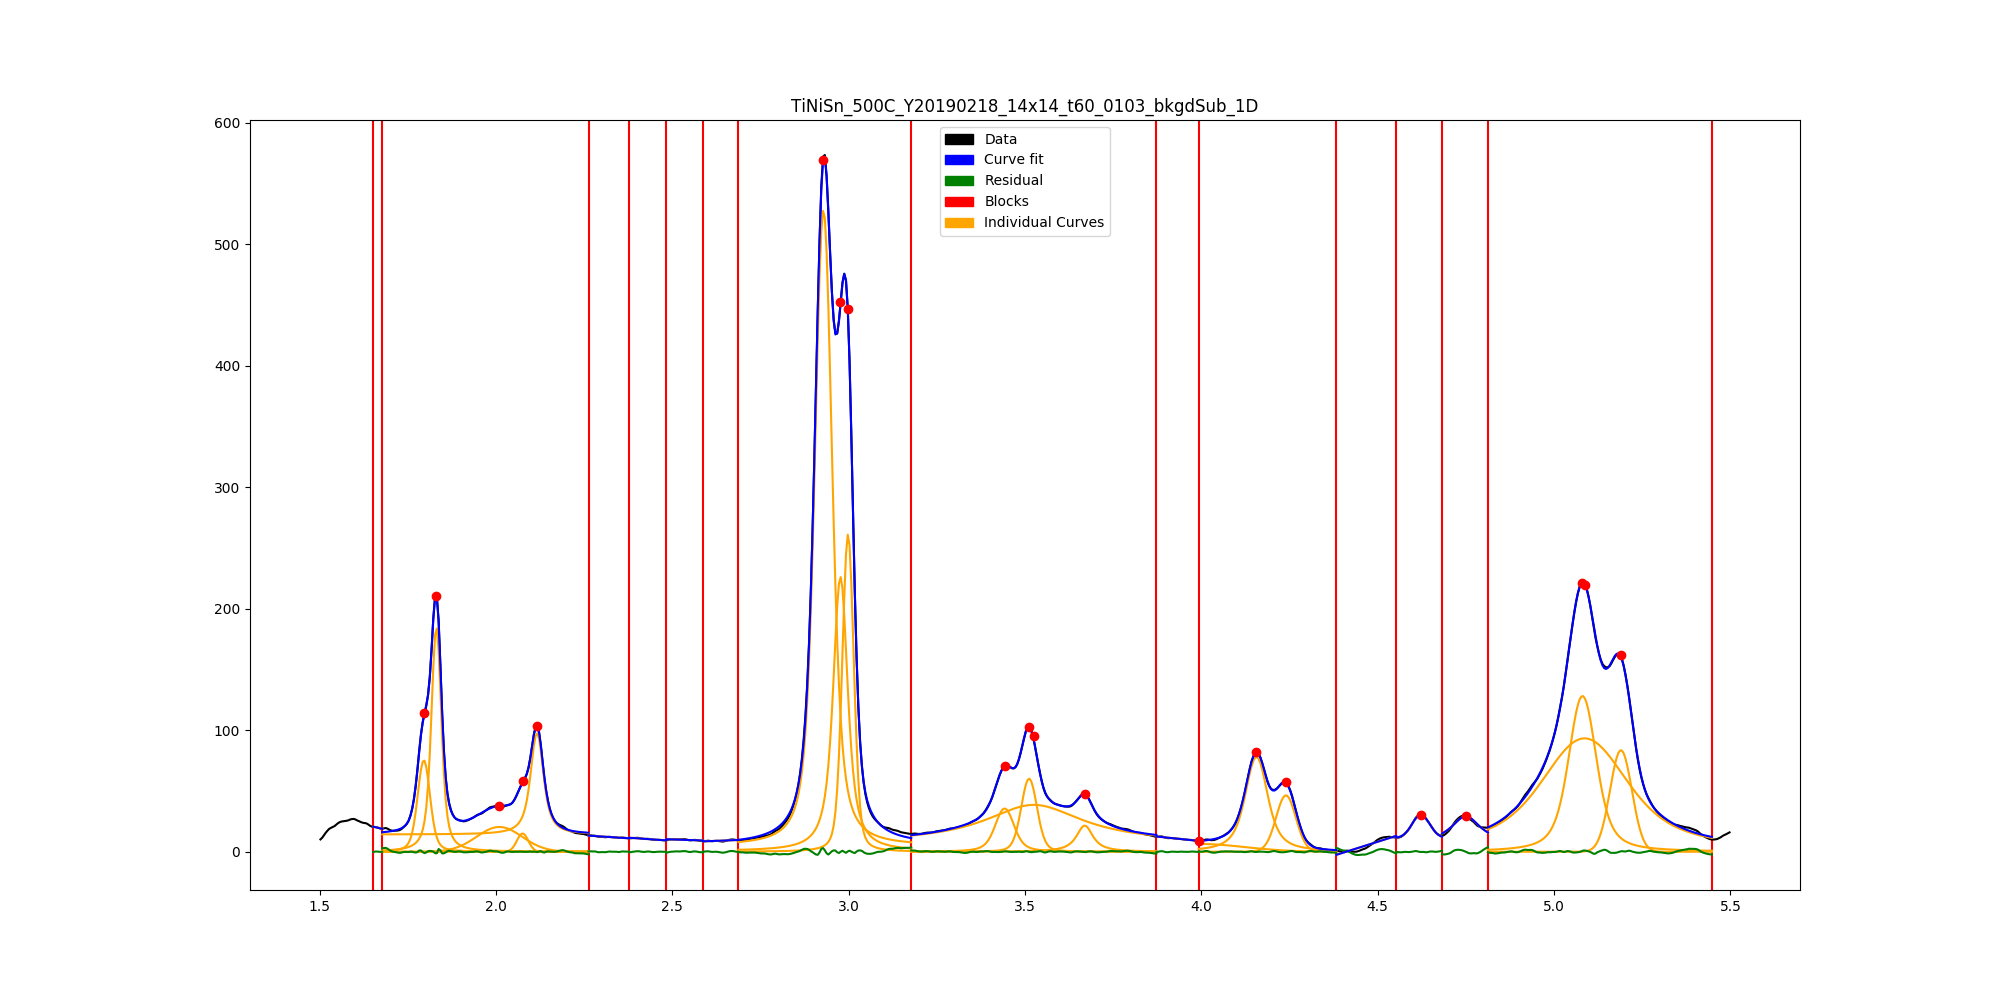 TiNiSn_500C_Y20190218_14x14_t60_0103_bkgdSub_1D
Data
Curve fit
Residual
Blocks
Individual Curves
600
500
400
300
200
100
0
1.5 2.0 2.5 3.0 3.5 4.0 4.5 5.0 5.5